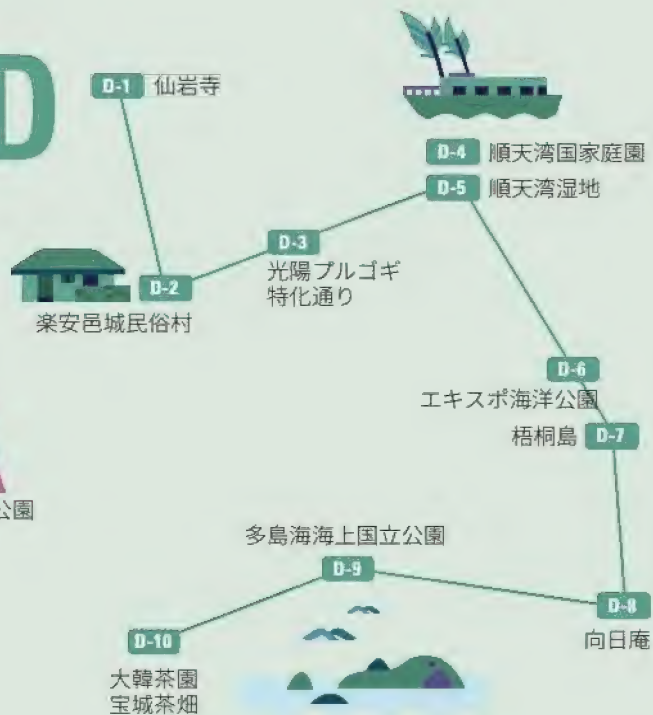 D
D-1 仙岩寺
D-4 順天湾国家庭園
D-5 順天湾湿地
D-3
光陽プルゴギ
特化通り
D-2
楽安邑城民俗村
D-6
エキスポ海洋公園
梧桐島 D-7
公園
多島海海上国立公園
D-9
D-8
向日庵
D-10
大韓茶園
宝城茶畑